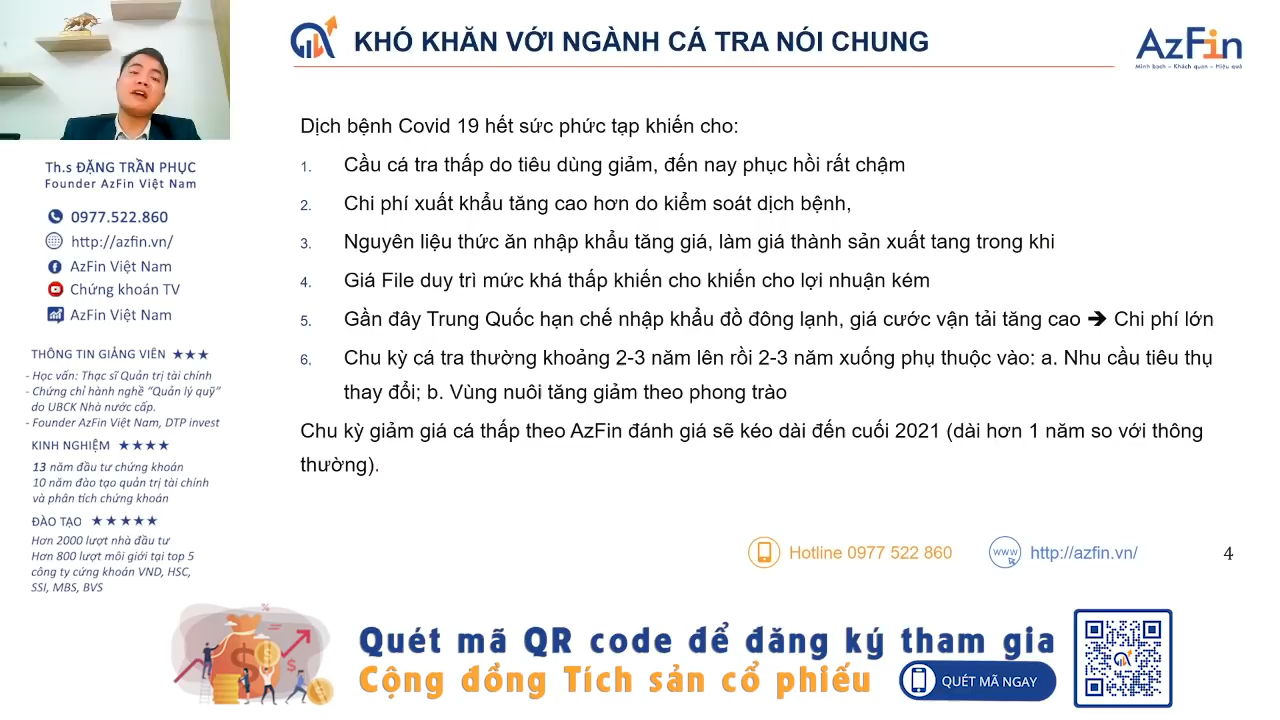 KHÓ KHĂN VỚI NGÀNH CÁ TRA NÓI CHUNG
AzFin
Minh bạch – Khách quan – Hiệu quả
Dịch bệnh Covid 19 hết sức phức tạp khiến cho:
1. Cầu cá tra thấp do tiêu dùng giảm, đến nay phục hồi rất chậm
2. Chi phí xuất khẩu tăng cao hơn do kiểm soát dịch bệnh,
3. Nguyên liệu thức ăn nhập khẩu tăng giá, làm giá thành sản xuất tang trong khi
4. Giá File duy trì mức khá thấp khiến cho khiến cho lợi nhuận kém
5. Gần đây Trung Quốc hạn chế nhập khẩu đồ đông lạnh, giá cước vận tải tăng cao ➔ Chi phí lớn
6. Chu kỳ cá tra thường khoảng 2-3 năm lên rồi 2-3 năm xuống phụ thuộc vào: a. Nhu cầu tiêu thụ
thay đổi; b. Vùng nuôi tăng giảm theo phong trào
Chu kỳ giảm giá cá thấp theo AzFin đánh giá sẽ kéo dài đến cuối 2021 (dài hơn 1 năm so với thông
thường).
Th.s ĐẶNG TRẦN PHỤC
Founder AzFin Việt Nam
0977.522.860
http://azfin.vn/
AzFin Việt Nam
Chứng khoán TV
AzFin Việt Nam
THÔNG TIN GIẢNG VIÊN ★★★
- Học vấn: Thạc sĩ Quản trị tài chính
- Chứng chỉ hành nghề "Quản lý quỹ"
do UBCK Nhà nước cấp.
- Founder AzFin Việt Nam, DTP invest
KINH NGHIỆM ★★★★
13 năm đầu tư chứng khoán
10 năm đào tạo quản trị tài chính
và phân tích chứng khoán
ĐÀO TẠO ★★★★★
Hơn 2000 lượt nhà đầu tư
Hơn 800 lượt môi giới tại top 5
công ty cứng khoán VND, HSC,
SSI, MBS, BVS
Hotline 0977 522 860
www
http://azfin.vn/
4
Quét mã QR code để đăng ký tham gia
Cộng đồng Tích sản cổ phiếu
QUÉT MÃ NGAY